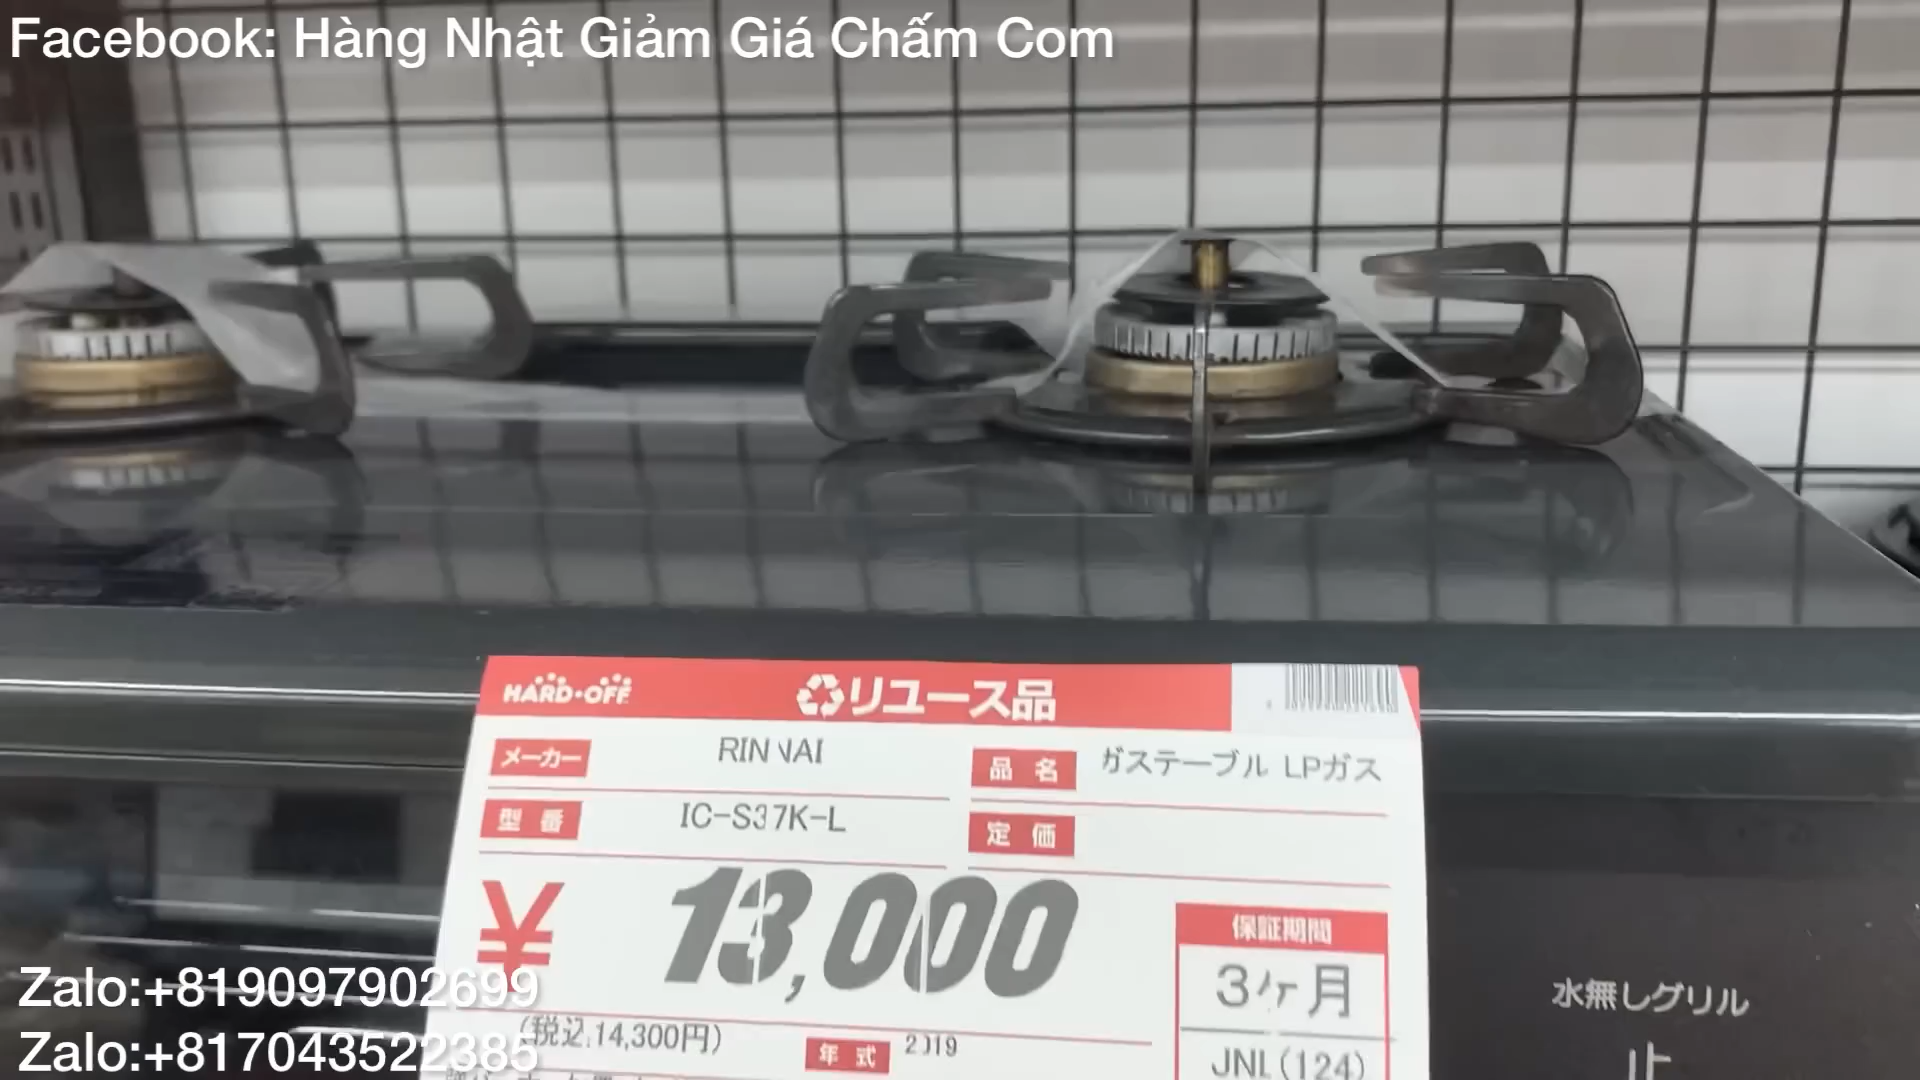 Facebook: Hàng Nhật Giảm Giá Chấm Com
HARD·OFF
リユース品
メーカー
RINNAI
品名
ガステーブル LPガス
型番
IC-S37K-L
定価
¥
13,000
保証期間
3ヶ月
(税込14,300円)
年式
2019
JNL(124)
水無しグリル
止
Zalo:+819097902699
Zalo:+817043522385